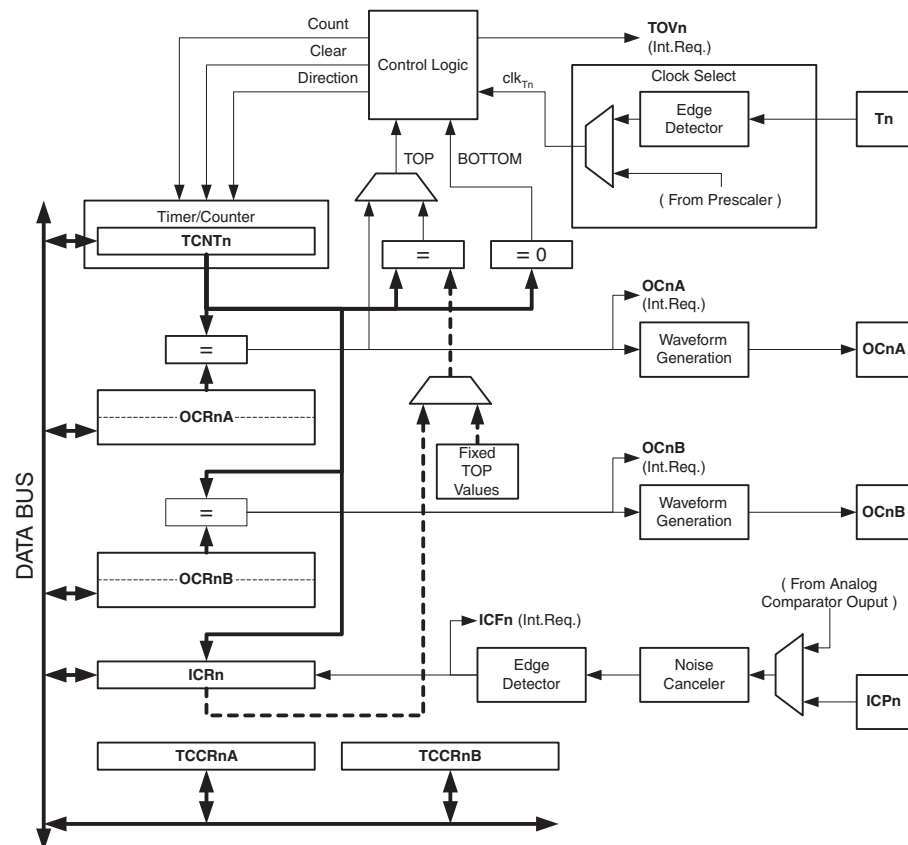 Count
Clear
Direction
Control Logic
TOVn
(Int.Req.)
clkTn
Clock Select
Edge
Detector
Tn
( From Prescaler )
TOP
BOTTOM
Timer/Counter
TCNTn
=
= 0
OCnA
(Int.Req.)
=
Waveform
Generation
OCnA
OCRnA
Fixed
TOP
Values
OCnB
(Int.Req.)
=
Waveform
Generation
OCnB
DATA BUS
OCRnB
( From Analog
Comparator Ouput )
ICFn (Int.Req.)
ICRn
Edge
Detector
Noise
Canceler
ICPn
TCCRnA
TCCRnB